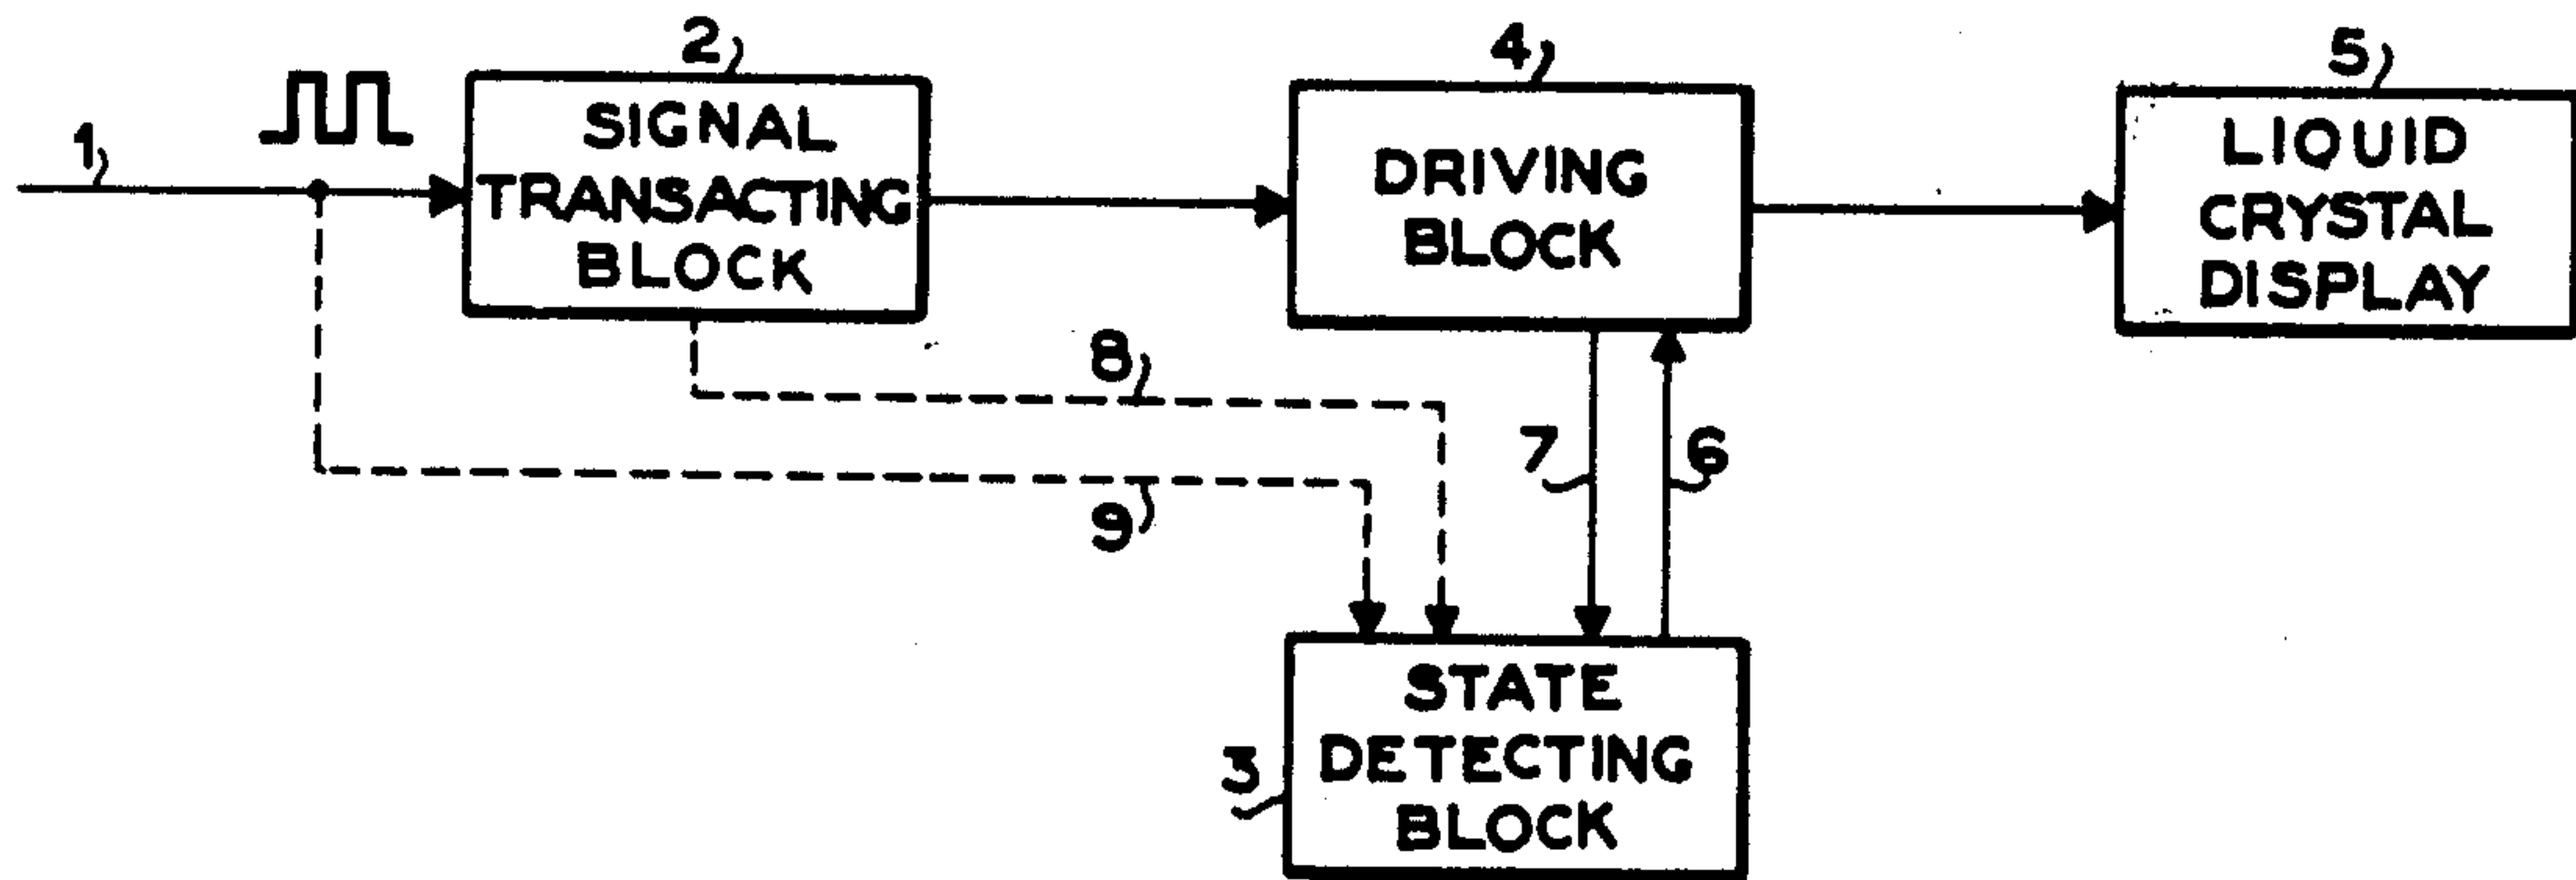 1
2
SIGNAL
TRANSACTING
BLOCK
4
DRIVING
BLOCK
5
LIQUID
CRYSTAL
DISPLAY
8
9
7
6
3
STATE
DETECTING
BLOCK